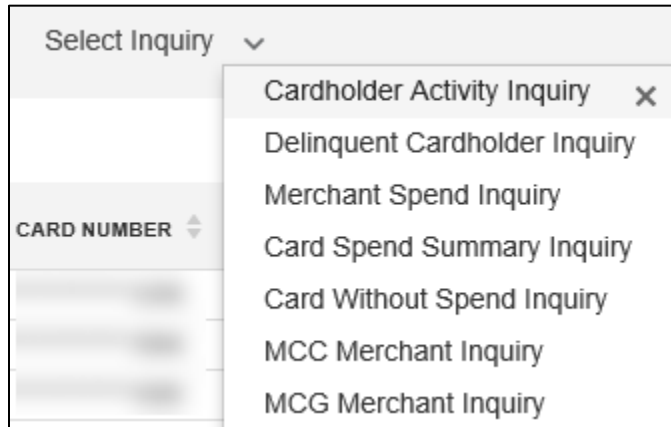 Select Inquiry
Cardholder Activity Inquiry
Delinquent Cardholder Inquiry
Merchant Spend Inquiry
CARD NUMBER
Card Spend Summary Inquiry
Card Without Spend Inquiry
MCC Merchant Inquiry
MCG Merchant Inquiry